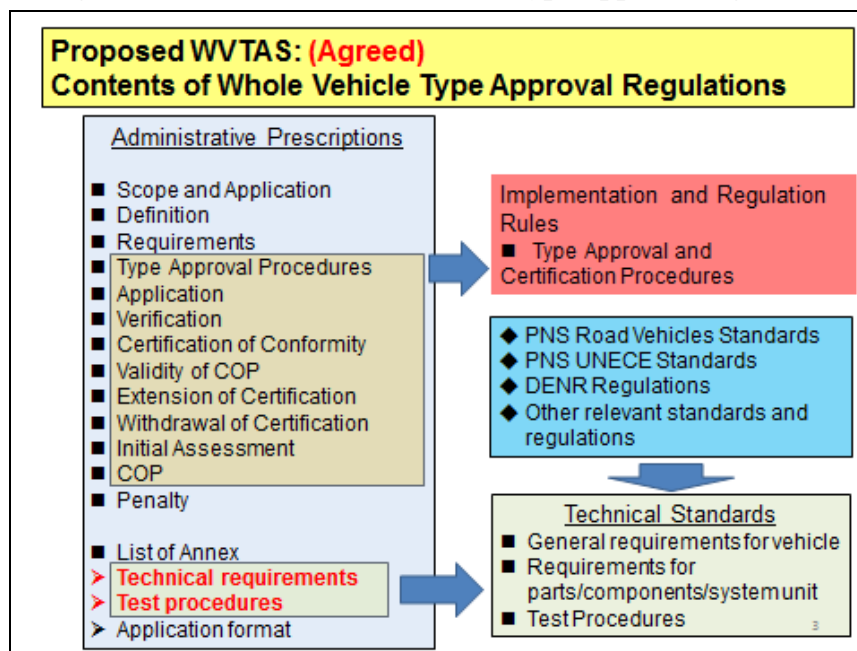 Proposed WVTAS: (Agreed)
Contents of Whole Vehicle Type Approval Regulations
Administrative Prescriptions
■ Scope and Application
■ Definition
■ Requirements
■ Type Approval Procedures
■ Application
■ Verification
■ Certification of Conformity
■ Validity of COP
■ Extension of Certification
■ Withdrawal of Certification
■ Initial Assessment
■ COP
■ Penalty
■ List of Annex
➢ Technical requirements
➢ Test procedures
➢ Application format
Implementation and Regulation
Rules
■ Type Approval and
Certification Procedures
◆ PNS Road Vehicles Standards
◆ PNS UNECE Standards
◆ DENR Regulations
◆ Other relevant standards and
regulations
Technical Standards
■ General requirements for vehicle
■ Requirements for
parts/components/system unit
■ Test Procedures
3